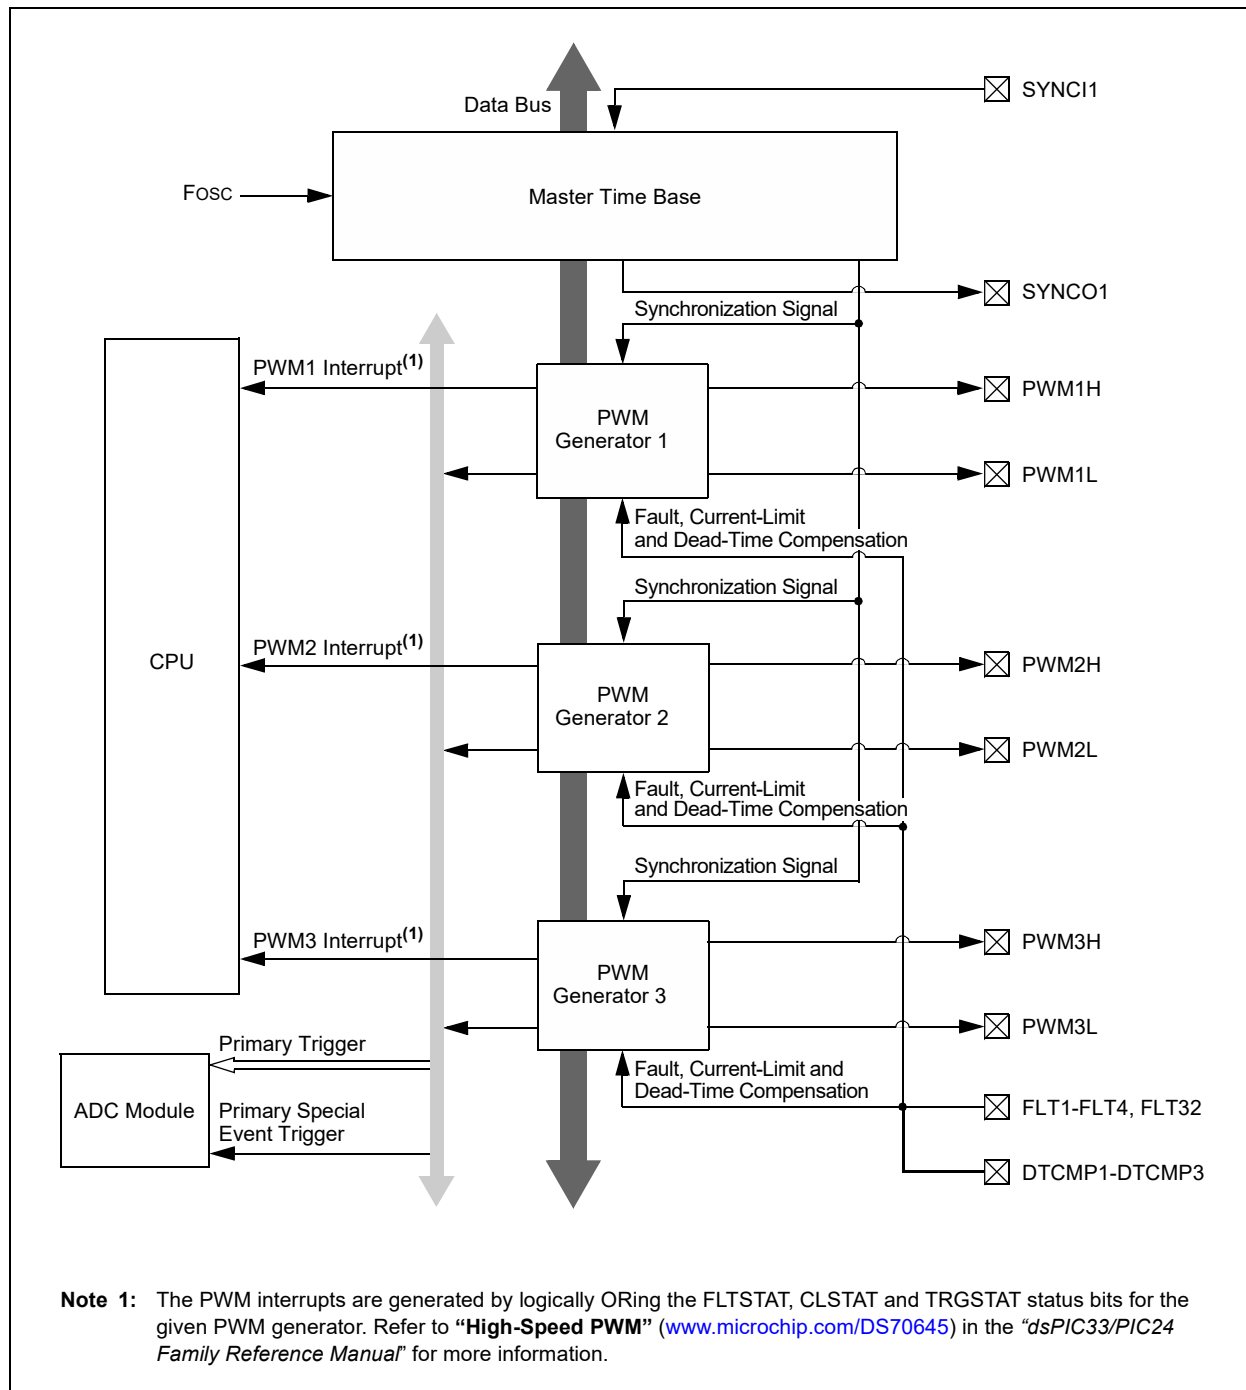 Data Bus
SYNCI1
FOSC
Master Time Base
SYNCO1
Synchronization Signal
PWM1 Interrupt(1)
PWM
Generator 1
PWM1H
PWM1L
Fault, Current-Limit
and Dead-Time Compensation
Synchronization Signal
CPU
PWM2 Interrupt(1)
PWM
Generator 2
PWM2H
PWM2L
Fault, Current-Limit
and Dead-Time Compensation
Synchronization Signal
PWM3 Interrupt(1)
PWM
Generator 3
PWM3H
PWM3L
Primary Trigger
Fault, Current-Limit and
Dead-Time Compensation
ADC Module
Primary Special
Event Trigger
FLT1-FLT4, FLT32
DTCMP1-DTCMP3
Note 1: The PWM interrupts are generated by logically ORing the FLTSTAT, CLSTAT and TRGSTAT status bits for the
given PWM generator. Refer to “High-Speed PWM” (www.microchip.com/DS70645) in the “dsPIC33/PIC24
Family Reference Manual” for more information.